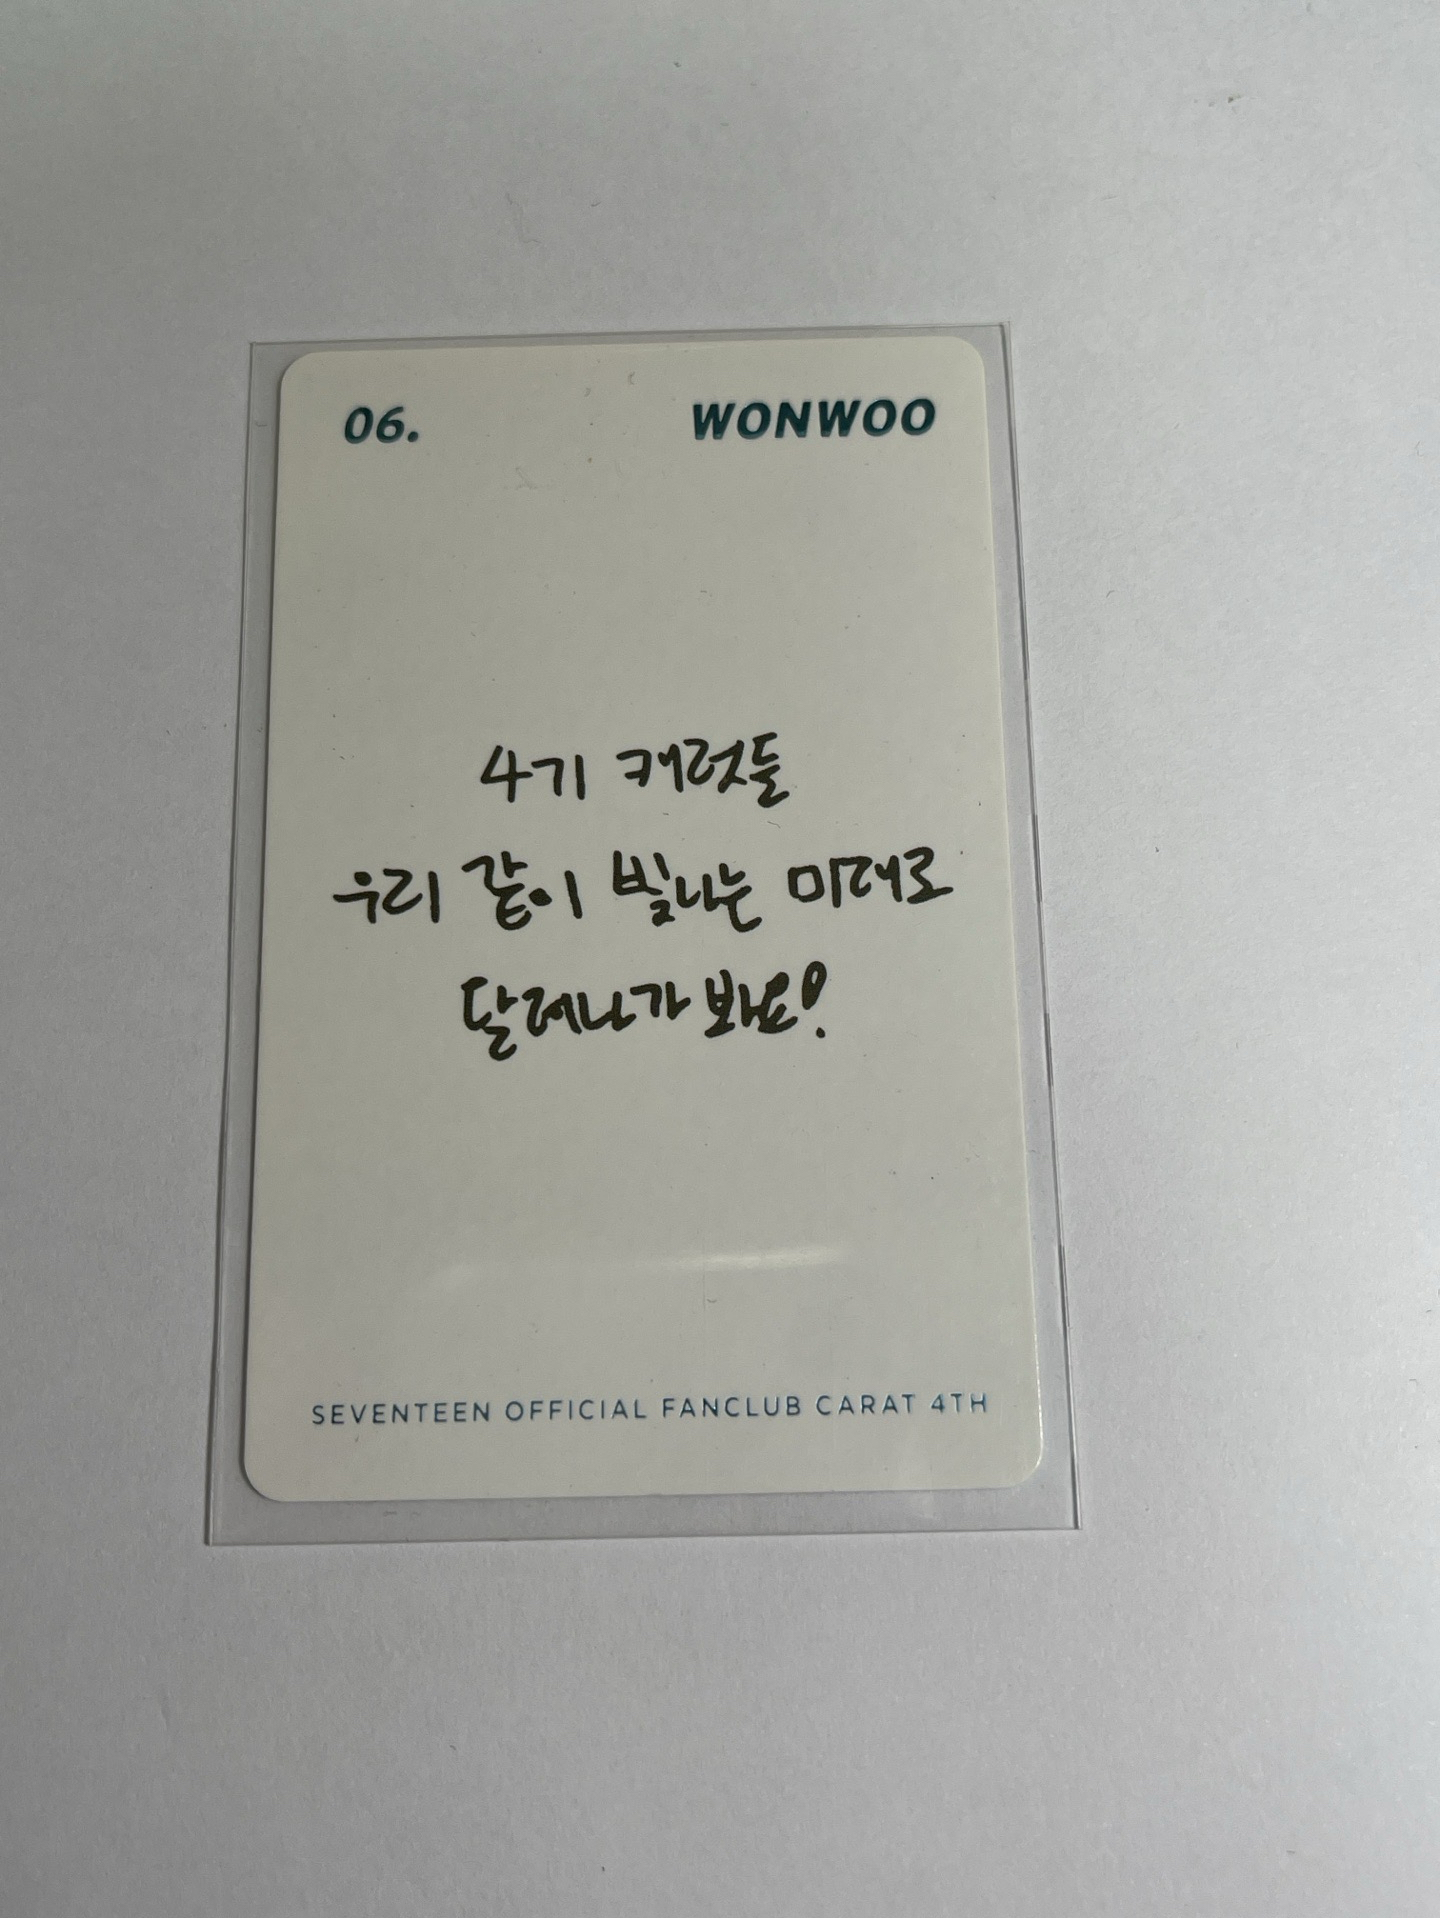 06. WONWOO
4기 캐럿들
우리 같이 빛나는 미래로
달려나가 봐요!
SEVENTEEN OFFICIAL FANCLUB CARAT 4TH